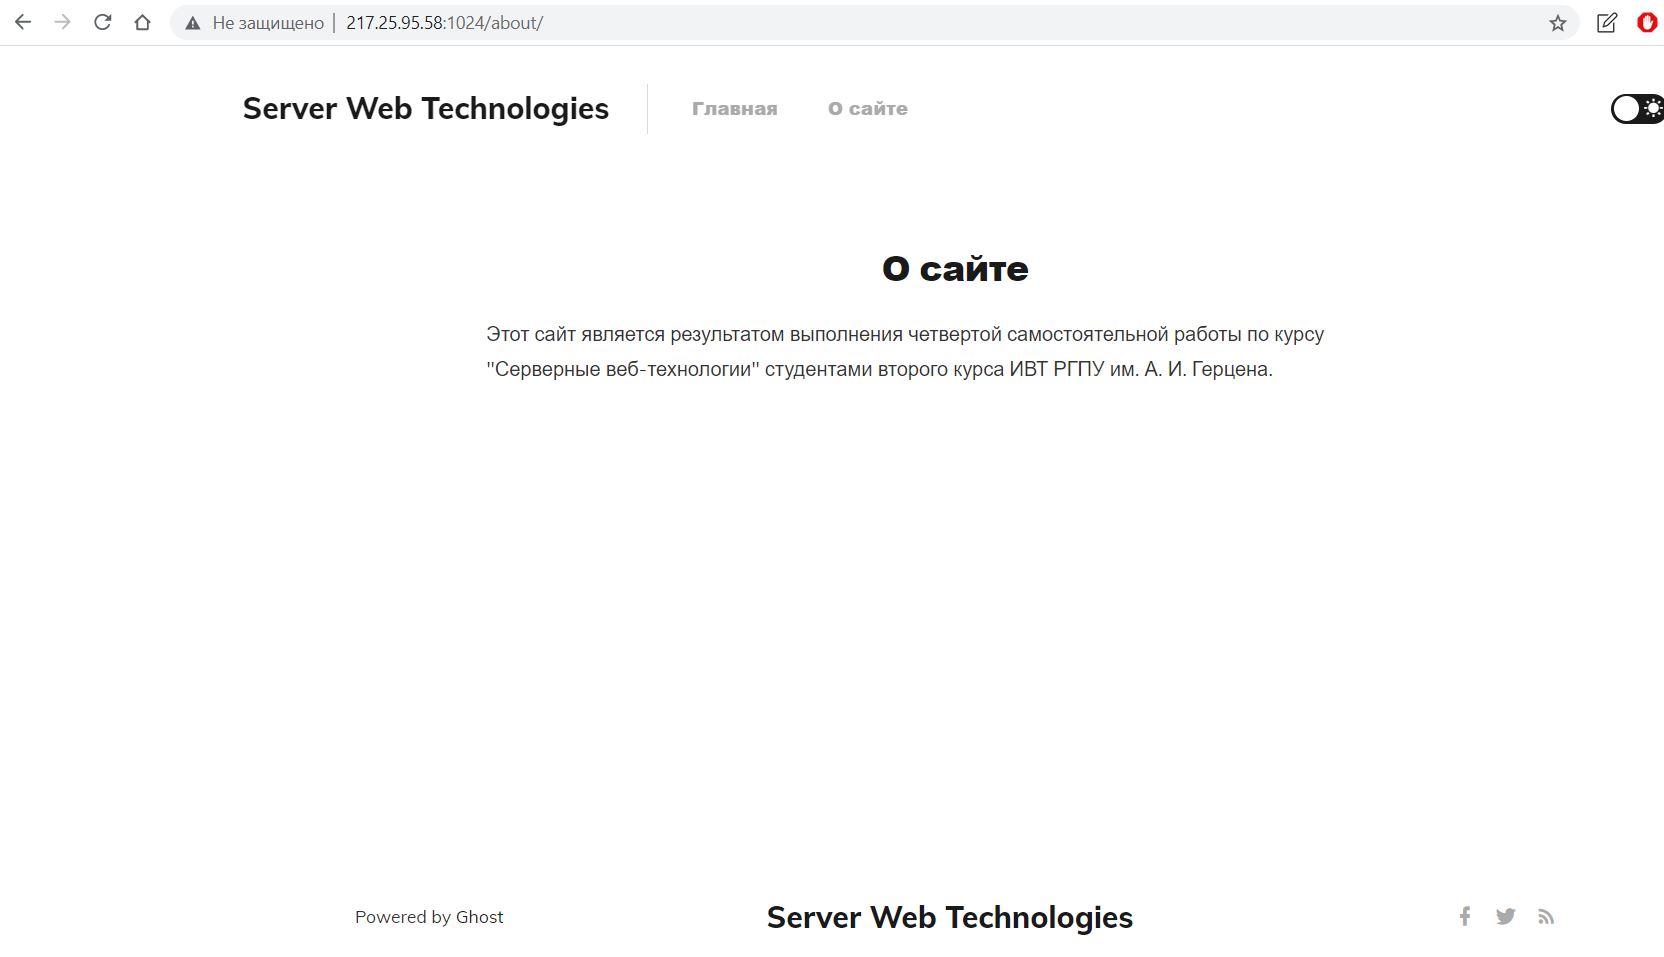 Не защищено | 217.25.95.58:1024/about/
Server Web Technologies
Главная
О сайте
О сайте
Этот сайт является результатом выполнения четвертой самостоятельной работы по курсу
"Серверные веб-технологии" студентами второго курса ИВТ РГПУ им. А. И. Герцена.
Powered by Ghost
Server Web Technologies